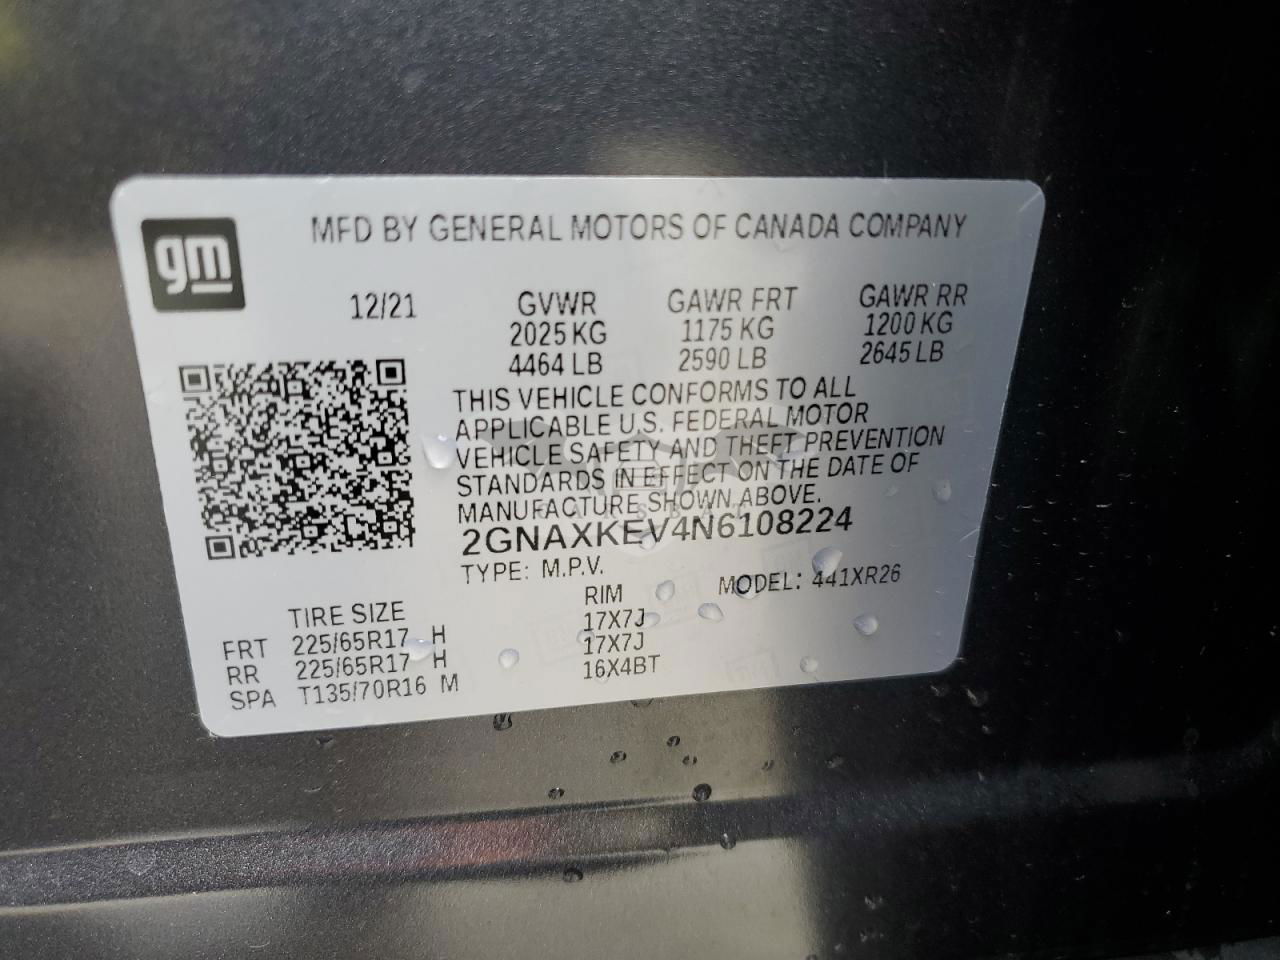 gm
MFD BY GENERAL MOTORS OF CANADA COMPANY
12/21 GVWR GAWR FRT GAWR RR
2025 KG 1175 KG 1200 KG
4464 LB 2590 LB 2645 LB
THIS VEHICLE CONFORMS TO ALL
APPLICABLE U.S. FEDERAL MOTOR
VEHICLE SAFETY AND THEFT PREVENTION
STANDARDS IN EFFECT ON THE DATE OF
MANUFACTURE SHOWN ABOVE.
2GNAXKEV4N6108224
TYPE: M.P.V. MODEL: 441XR26
TIRE SIZE RIM
FRT 225/65R17 H 17X7J
RR 225/65R17 H 17X7J
SPA T135/70R16 M 16X4BT